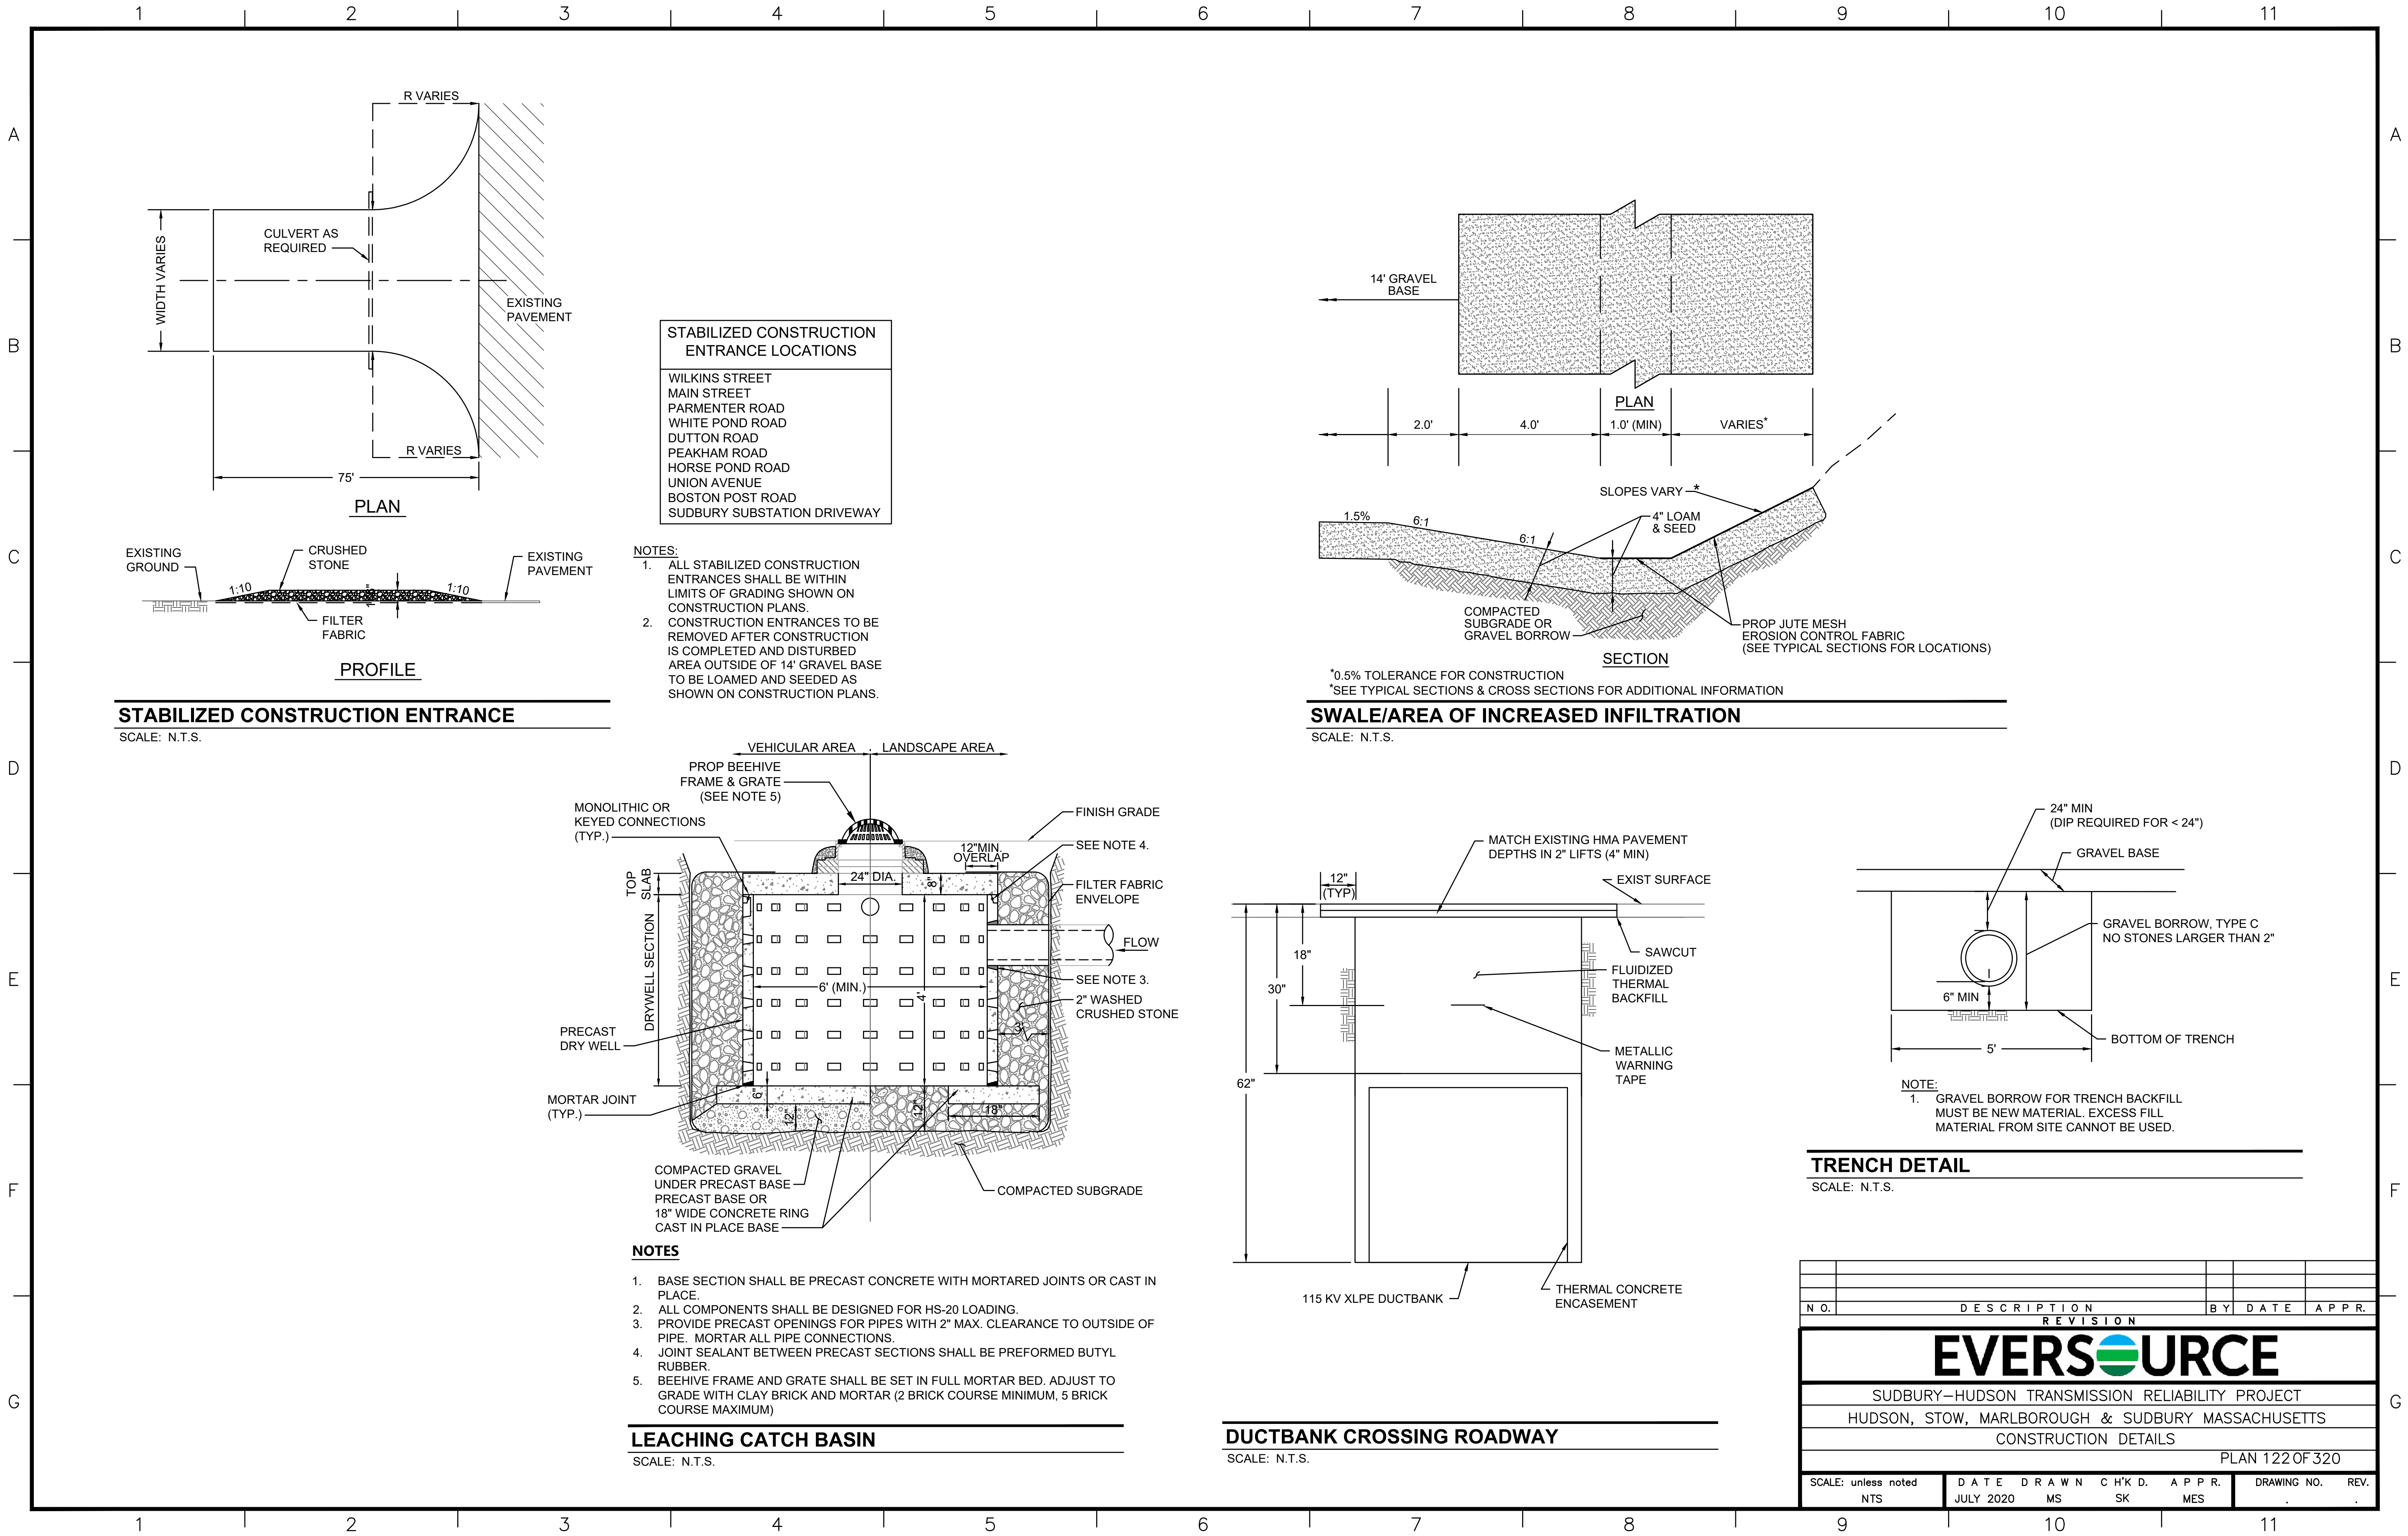 1 2 3 4 5 6 7 8 9 10 11
A
B
C
D
E
F
G
A
B
C
D
E
F
G
R VARIES
WIDTH VARIES
CULVERT AS
REQUIRED
EXISTING
PAVEMENT
R VARIES
75'
PLAN
EXISTING
GROUND
CRUSHED
STONE
EXISTING
PAVEMENT
1:10
1:10
FILTER
FABRIC
PROFILE
STABILIZED CONSTRUCTION ENTRANCE
SCALE: N.T.S.
STABILIZED CONSTRUCTION
ENTRANCE LOCATIONS
WILKINS STREET
MAIN STREET
PARMENTER ROAD
WHITE POND ROAD
DUTTON ROAD
PEAKHAM ROAD
HORSE POND ROAD
UNION AVENUE
BOSTON POST ROAD
SUDBURY SUBSTATION DRIVEWAY
NOTES:
1. ALL STABILIZED CONSTRUCTION
ENTRANCES SHALL BE WITHIN
LIMITS OF GRADING SHOWN ON
CONSTRUCTION PLANS.
2. CONSTRUCTION ENTRANCES TO BE
REMOVED AFTER CONSTRUCTION
IS COMPLETED AND DISTURBED
AREA OUTSIDE OF 14' GRAVEL BASE
TO BE LOAMED AND SEEDED AS
SHOWN ON CONSTRUCTION PLANS.
14' GRAVEL
BASE
PLAN
2.0' 4.0' 1.0' (MIN) VARIES*
SLOPES VARY *
1.5%
6:1
6:1
4" LOAM
& SEED
COMPACTED
SUBGRADE OR
GRAVEL BORROW
PROP JUTE MESH
EROSION CONTROL FABRIC
(SEE TYPICAL SECTIONS FOR LOCATIONS)
SECTION
*0.5% TOLERANCE FOR CONSTRUCTION
*SEE TYPICAL SECTIONS & CROSS SECTIONS FOR ADDITIONAL INFORMATION
SWALE/AREA OF INCREASED INFILTRATION
SCALE: N.T.S.
VEHICULAR AREA LANDSCAPE AREA
PROP BEEHIVE
FRAME & GRATE
(SEE NOTE 5)
MONOLITHIC OR
KEYED CONNECTIONS
(TYP.)
FINISH GRADE
12"MIN.
OVERLAP
SEE NOTE 4.
TOP
SLAB
24" DIA.
8"
FILTER FABRIC
ENVELOPE
DRYWELL SECTION
FLOW
6' (MIN.)
4'
SEE NOTE 3.
2" WASHED
CRUSHED STONE
3'
PRECAST
DRY WELL
MORTAR JOINT
(TYP.)
6"
12"
12"
18"
COMPACTED GRAVEL
UNDER PRECAST BASE
PRECAST BASE OR
18" WIDE CONCRETE RING
CAST IN PLACE BASE
COMPACTED SUBGRADE
NOTES
1. BASE SECTION SHALL BE PRECAST CONCRETE WITH MORTARED JOINTS OR CAST IN
PLACE.
2. ALL COMPONENTS SHALL BE DESIGNED FOR HS-20 LOADING.
3. PROVIDE PRECAST OPENINGS FOR PIPES WITH 2" MAX. CLEARANCE TO OUTSIDE OF
PIPE. MORTAR ALL PIPE CONNECTIONS.
4. JOINT SEALANT BETWEEN PRECAST SECTIONS SHALL BE PREFORMED BUTYL
RUBBER.
5. BEEHIVE FRAME AND GRATE SHALL BE SET IN FULL MORTAR BED. ADJUST TO
GRADE WITH CLAY BRICK AND MORTAR (2 BRICK COURSE MINIMUM, 5 BRICK
COURSE MAXIMUM)
LEACHING CATCH BASIN
SCALE: N.T.S.
MATCH EXISTING HMA PAVEMENT
DEPTHS IN 2" LIFTS (4" MIN)
12"
(TYP)
EXIST SURFACE
18"
30"
62"
SAWCUT
FLUIDIZED
THERMAL
BACKFILL
METALLIC
WARNING
TAPE
115 KV XLPE DUCTBANK
THERMAL CONCRETE
ENCASEMENT
DUCTBANK CROSSING ROADWAY
SCALE: N.T.S.
24" MIN
(DIP REQUIRED FOR < 24")
GRAVEL BASE
GRAVEL BORROW, TYPE C
NO STONES LARGER THAN 2"
6" MIN
BOTTOM OF TRENCH
5'
NOTE:
1. GRAVEL BORROW FOR TRENCH BACKFILL
MUST BE NEW MATERIAL. EXCESS FILL
MATERIAL FROM SITE CANNOT BE USED.
TRENCH DETAIL
SCALE: N.T.S.
NO. DESCRIPTION BY DATE APPR.
REVISION
EVERSOURCE
SUDBURY-HUDSON TRANSMISSION RELIABILITY PROJECT
HUDSON, STOW, MARLBOROUGH & SUDBURY MASSACHUSETTS
CONSTRUCTION DETAILS
PLAN 122 OF 320
SCALE: unless noted DATE DRAWN CH'K D. APPR. DRAWING NO. REV.
NTS JULY 2020 MS SK MES . .
1 2 3 4 5 6 7 8 9 10 11